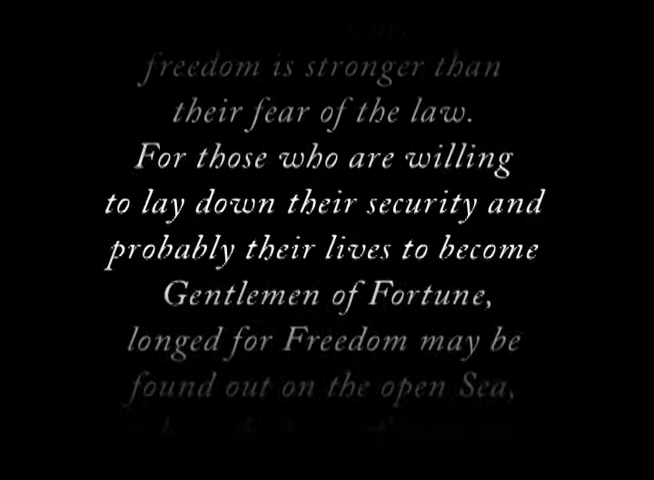 freedom is stronger than
their fear of the law.
For those who are willing
to lay down their security and
probably their lives to become
Gentlemen of Fortune,
longed for Freedom may be
found out on the open Sea,